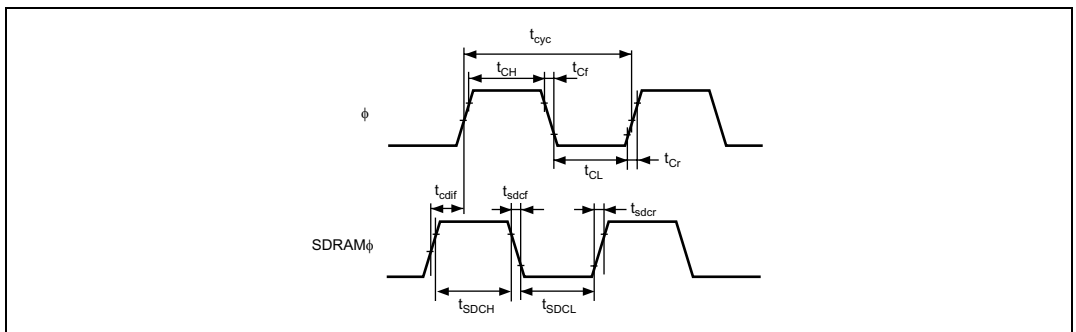 tcyc
tCH
tCf
ϕ
tCL
tCr
tcdif
tsdcf
tsdcr
SDRAMϕ
tSDCH
tSDCL